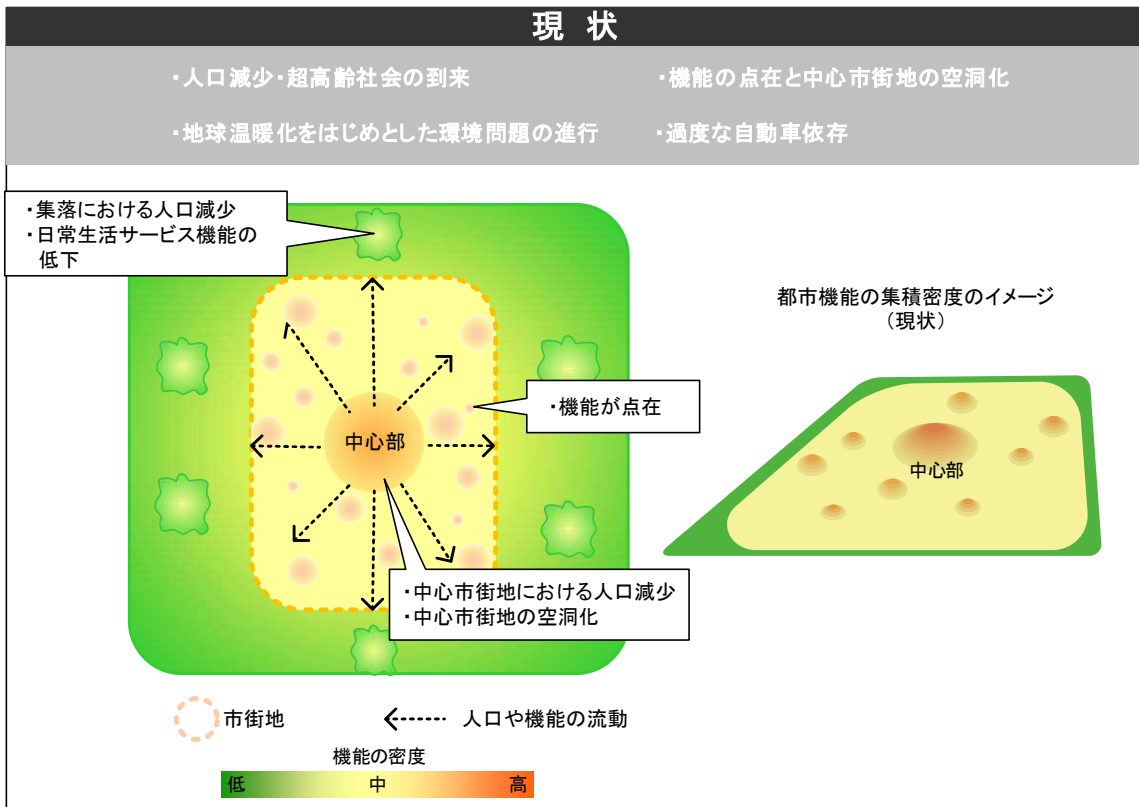 現 状
・人口減少・超高齢社会の到来
・機能の点在と中心市街地の空洞化
・地球温暖化をはじめとした環境問題の進行
・過度な自動車依存
・集落における人口減少
・日常生活サービス機能の
低下
都市機能の集積密度のイメージ
（現状）
・機能が点在
中心部
中心部
・中心市街地における人口減少
・中心市街地の空洞化
市街地
人口や機能の流動
機能の密度
低 中 高